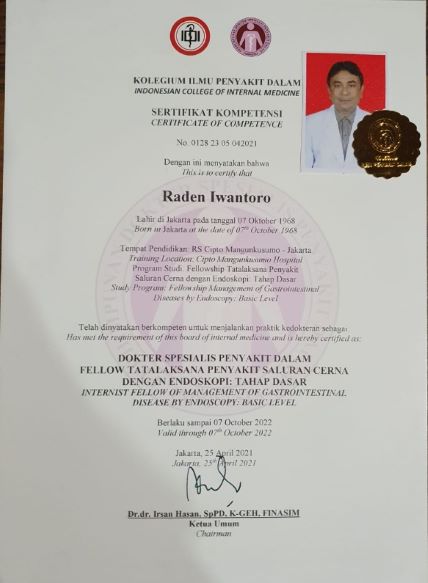 KOLEGIUM ILMU PENYAKIT DALAM
INDONESIAN COLLEGE OF INTERNAL MEDICINE
SERTIFIKAT KOMPETENSI
CERTIFICATE OF COMPETENCE
No. 0128 23 05 042021
Dengan ini menyatakan bahwa
This is to certify that
Raden Iwantoro
Lahir di Jakarta pada tanggal 07 Oktober 1968
Born in Jakarta at the date of 07th October 1968
Tempat Pendidikan: RS Cipto Mangunkusumo - Jakarta
Training Location: Cipto Mangunkusumo Hospital
Program Studi: Fellowship Tatalaksana Penyakit
Saluran Cerna dengan Endoskopi: Tahap Dasar
Study Program: Fellowship Management of Gastrointestinal
Diseases by Endoscopy: Basic Level
Telah dinyatakan berkompeten untuk menjalankan praktik kedokteran sebagai
Has met the requirement of this board of internal medicine and is hereby certified as:
DOKTER SPESIALIS PENYAKIT DALAM
FELLOW TATALAKSANA PENYAKIT SALURAN CERNA
DENGAN ENDOSKOPI: TAHAP DASAR
INTERNIST FELLOW OF MANAGEMENT OF GASTROINTESTINAL
DISEASE BY ENDOSCOPY: BASIC LEVEL
Berlaku sampai 07 October 2022
Valid through 07th October 2022
Jakarta, 25 April 2021
Jakarta, 25th April 2021
Dr.dr. Irsan Hasan, SpPD, K-GEH, FINASIM
Ketua Umum
Chairman